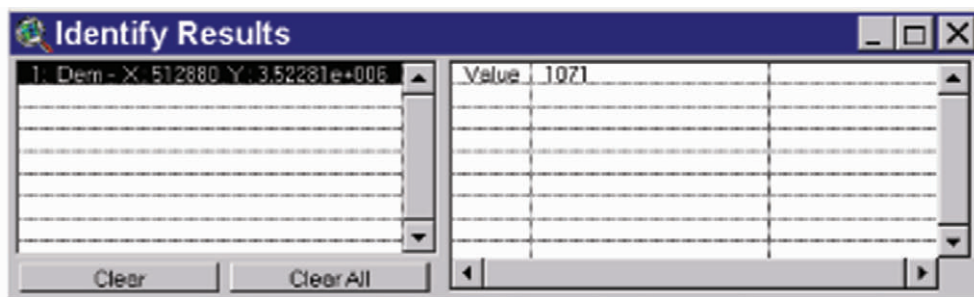 Identify Results
1: Dem - X: 512880 Y: 3.52281e+006
Value 1071
Clear Clear All